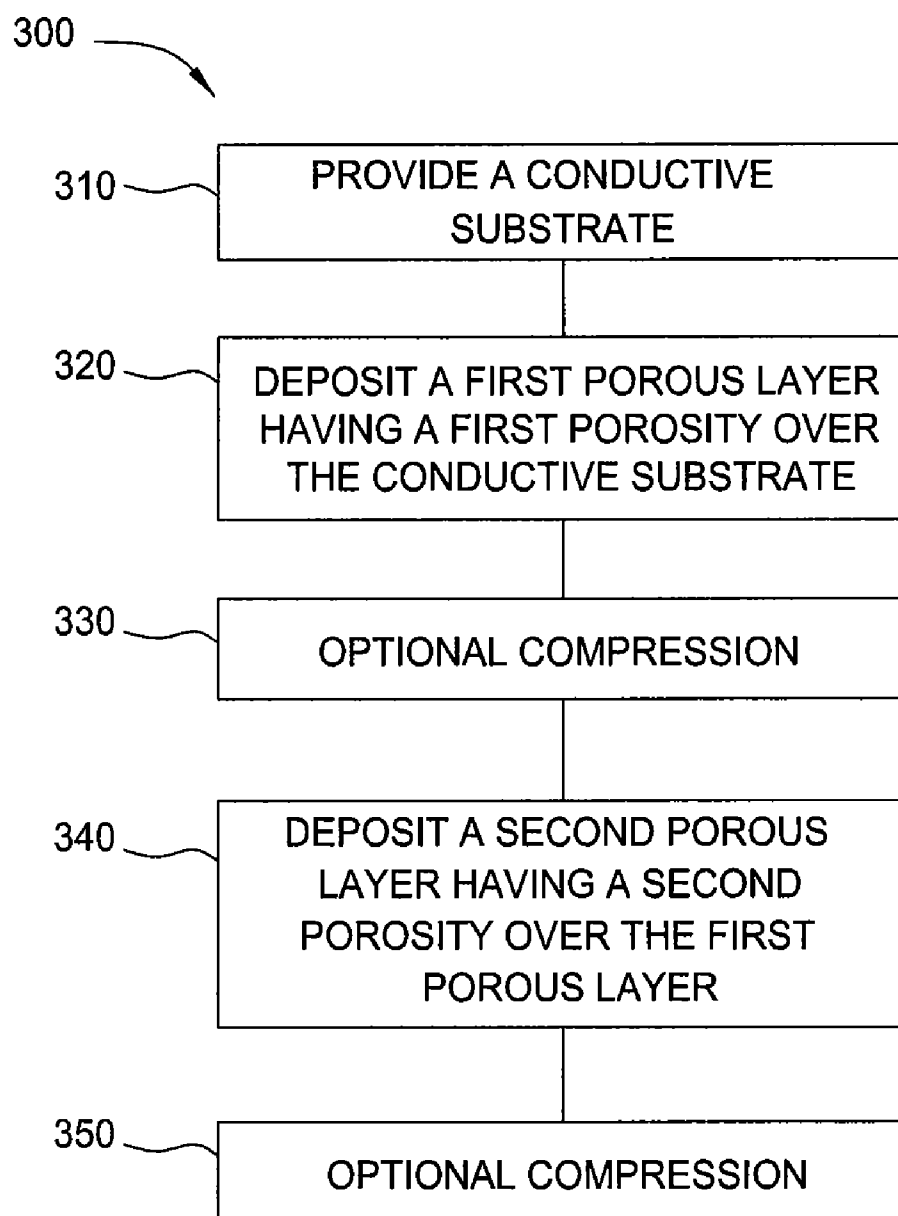 300
310
PROVIDE A CONDUCTIVE
SUBSTRATE
320
DEPOSIT A FIRST POROUS LAYER
HAVING A FIRST POROSITY OVER
THE CONDUCTIVE SUBSTRATE
330
OPTIONAL COMPRESSION
340
DEPOSIT A SECOND POROUS
LAYER HAVING A SECOND
POROSITY OVER THE FIRST
POROUS LAYER
350
OPTIONAL COMPRESSION